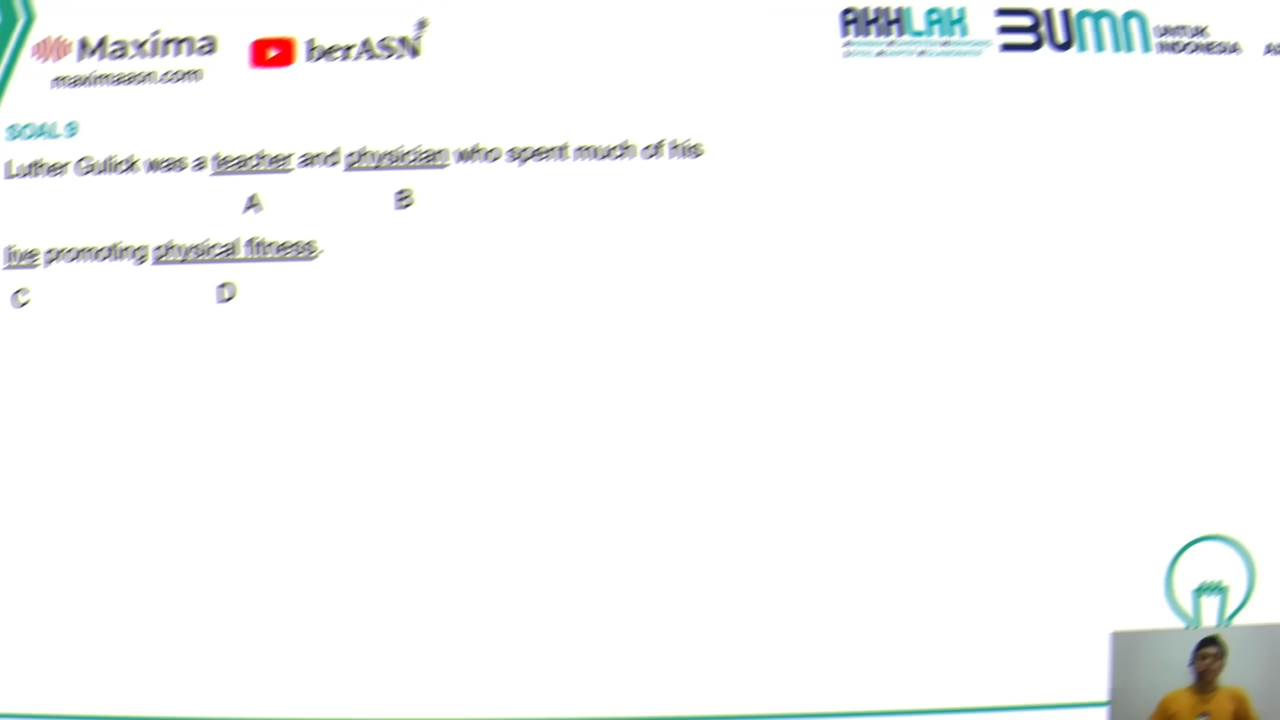 Maxima
berASN
AKHLAK
BUMN
UNTUK
INDONESIA
maximaasn.com
SOAL 9
Luther Gulick was a teacher and physician who spent much of his
A B
live promoting physical fitness.
C D